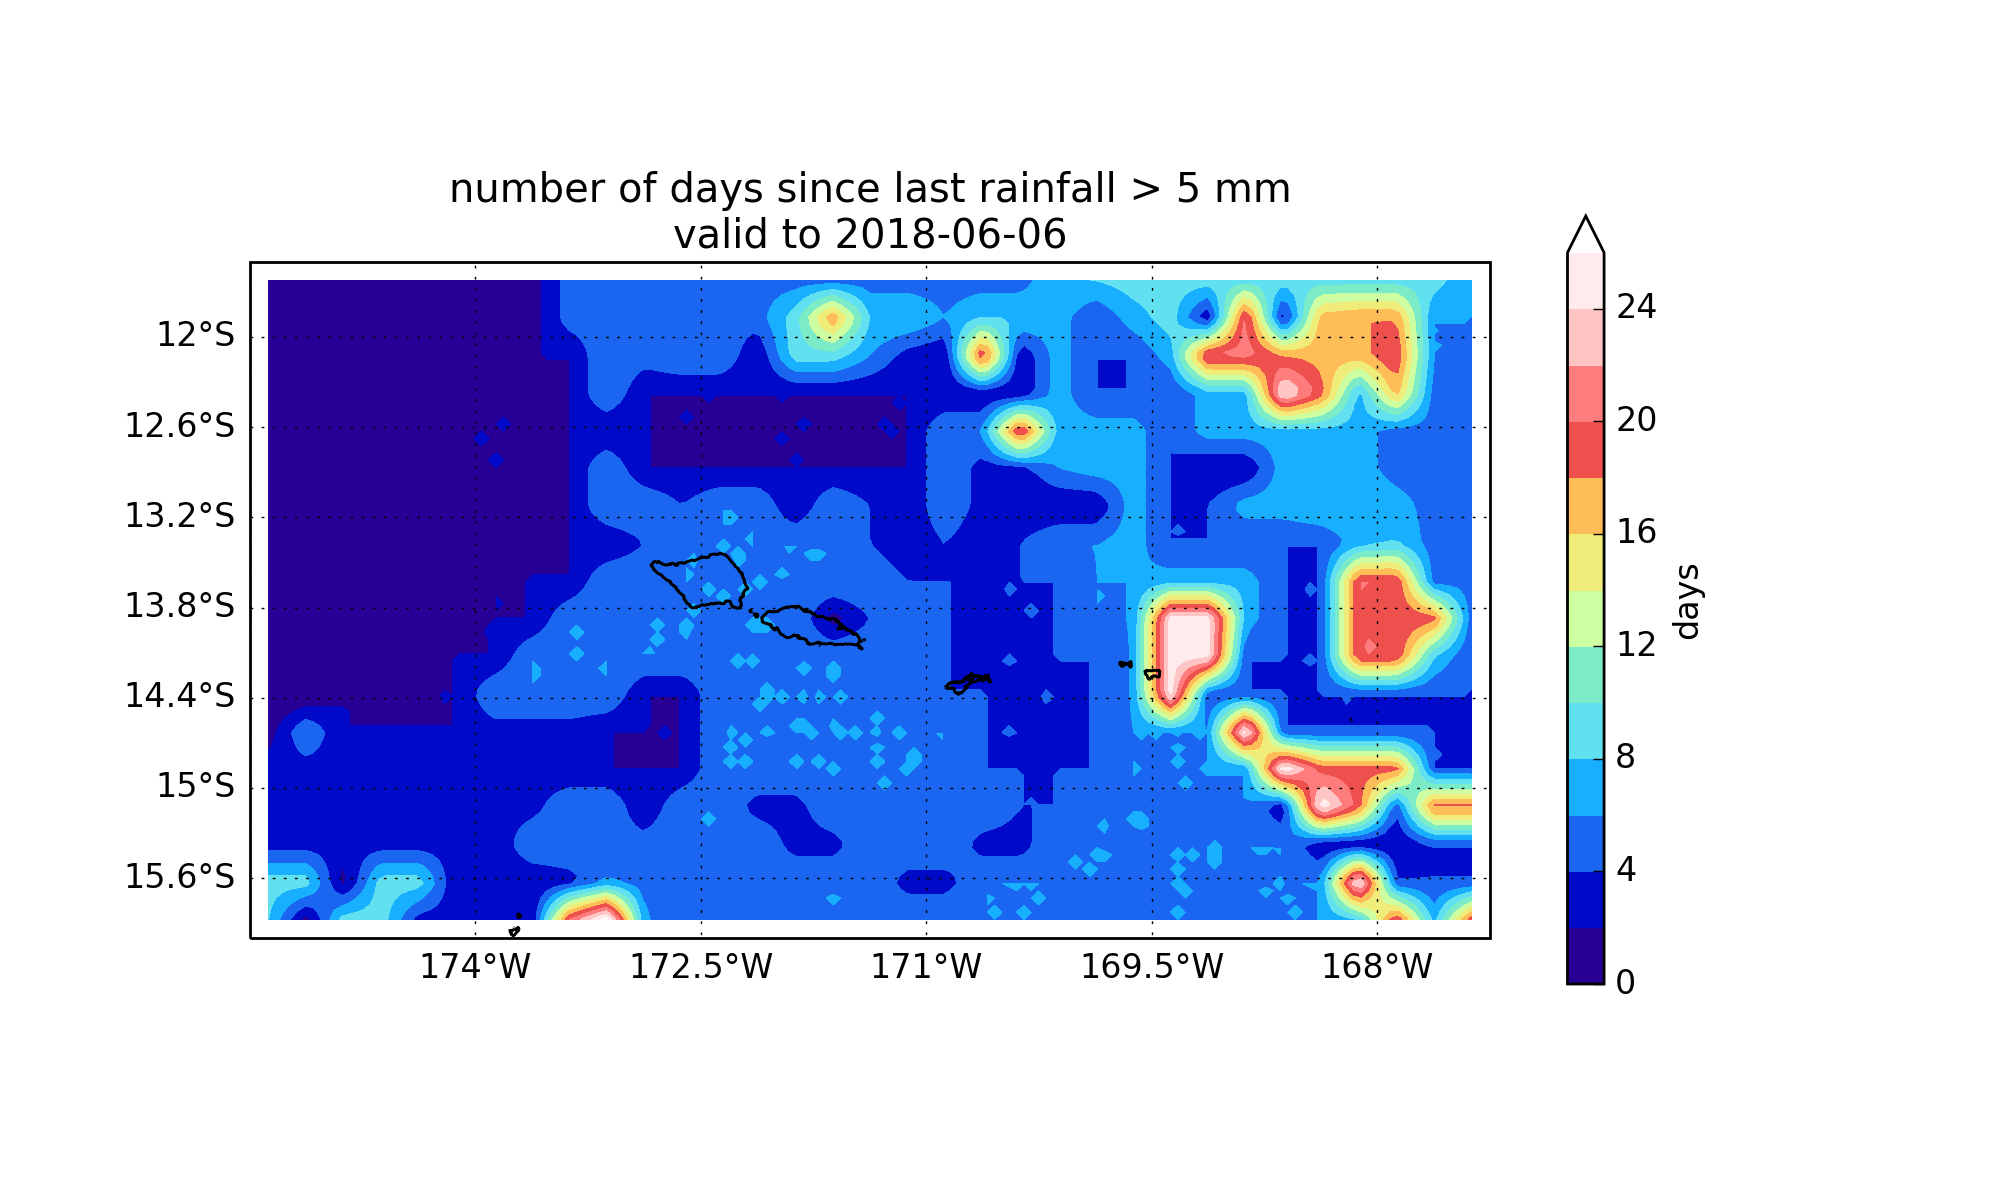 number of days since last rainfall > 5 mm
valid to 2018-06-06
12°S
12.6°S
13.2°S
13.8°S
14.4°S
15°S
15.6°S
174°W
172.5°W
171°W
169.5°W
168°W
24
20
16
12
8
4
0
days